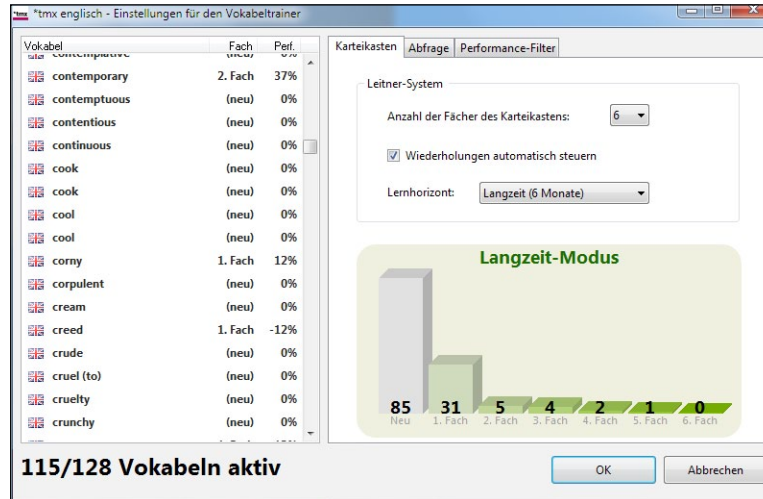 *tmx englisch - Einstellungen für den Vokabeltrainer
Vokabel Fach Perf.
contemplative (neu) 0%
contemporary 2. Fach 37%
contemptuous (neu) 0%
contentious (neu) 0%
continuous (neu) 0%
cook (neu) 0%
cook (neu) 0%
cool (neu) 0%
cool (neu) 0%
corny 1. Fach 12%
corpulent (neu) 0%
cream (neu) 0%
creed 1. Fach -12%
crude (neu) 0%
cruel (to) (neu) 0%
cruelty (neu) 0%
crunchy (neu) 0%
115/128 Vokabeln aktiv
Karteikasten Abfrage Performance-Filter
Leitner-System
Anzahl der Fächer des Karteikastens: 6
Wiederholungen automatisch steuern
Lernhorizont: Langzeit (6 Monate)
Langzeit-Modus
85 31 5 4 2 1 0
Neu 1. Fach 2. Fach 3. Fach 4. Fach 5. Fach 6. Fach
OK Abbrechen